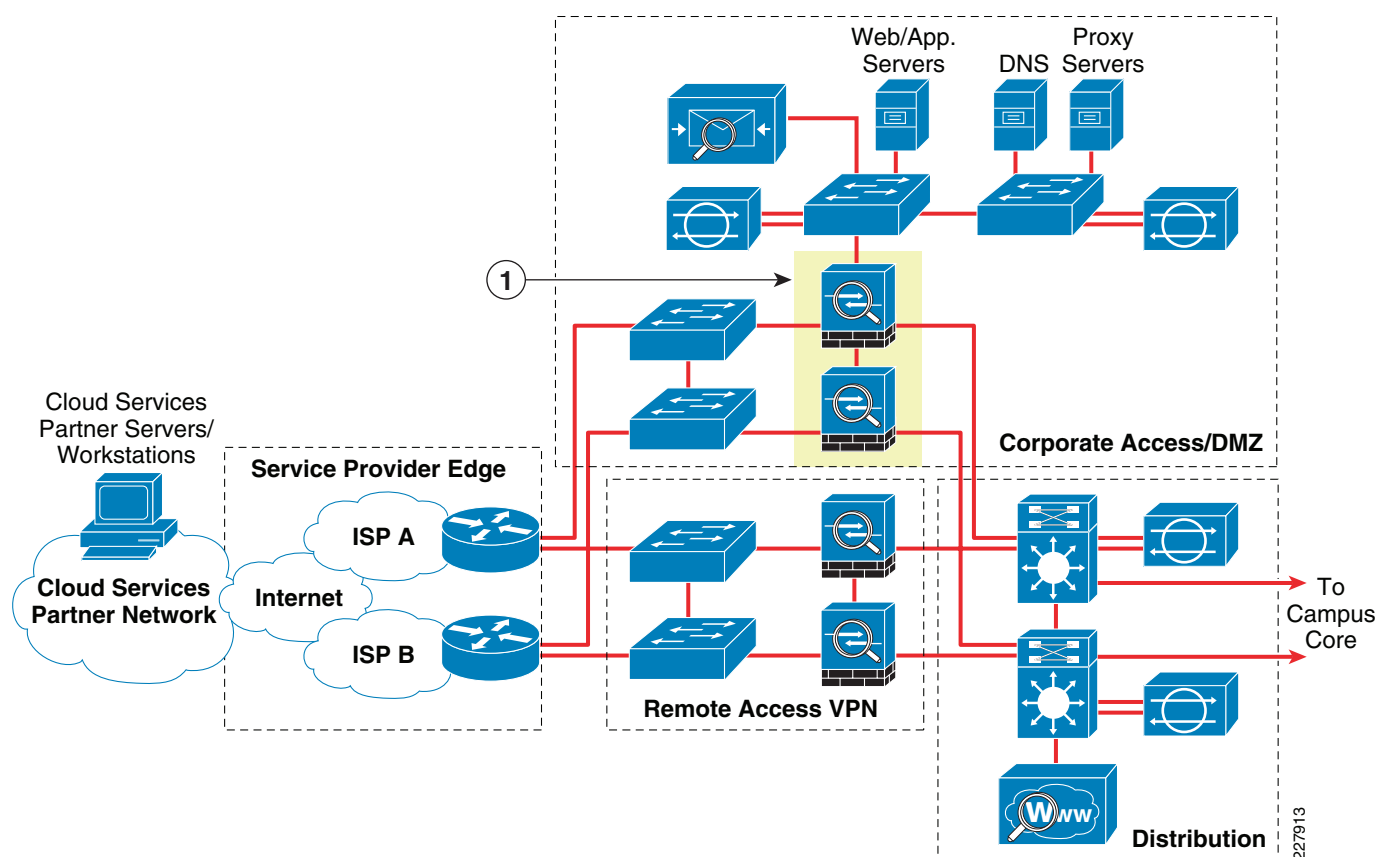 Web/App.
Servers
DNS
Proxy
Servers
1
Corporate Access/DMZ
Cloud Services
Partner Servers/
Workstations
Service Provider Edge
ISP A
Cloud Services
Partner Network
Internet
ISP B
Remote Access VPN
To
Campus
Core
Www
Distribution
227913